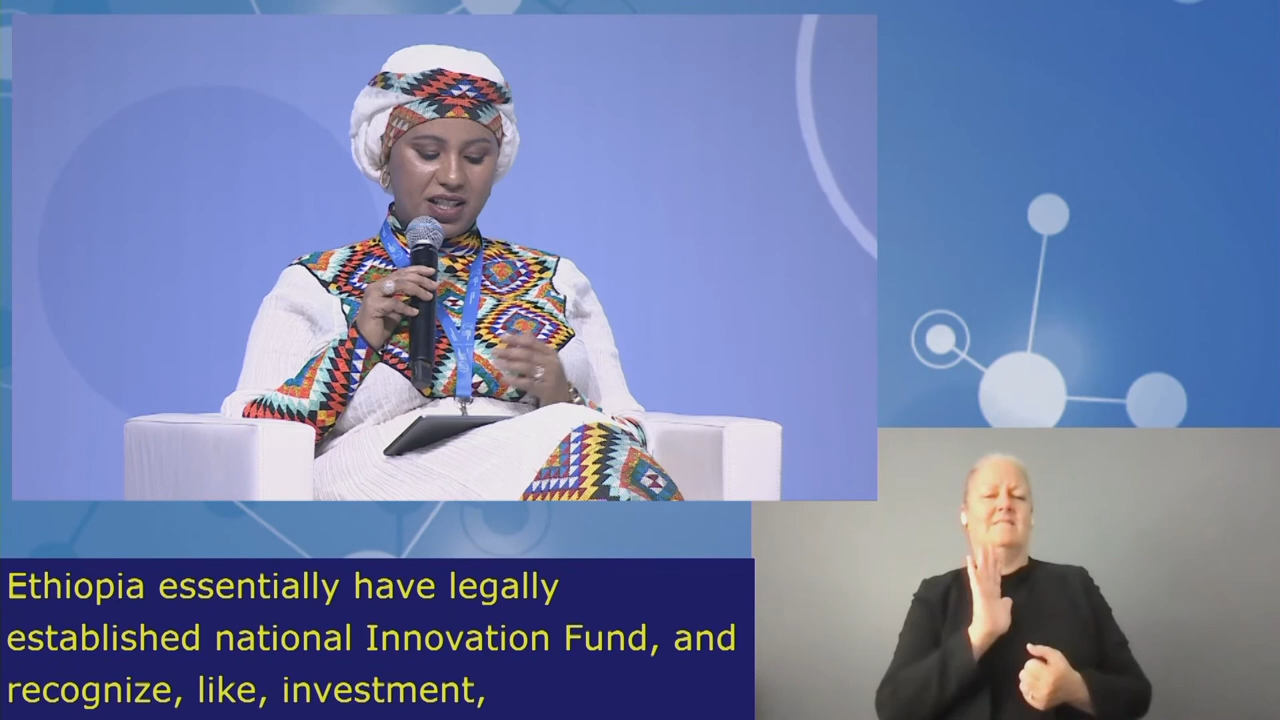 Ethiopia essentially have legally
established national Innovation Fund, and
recognize, like, investment,